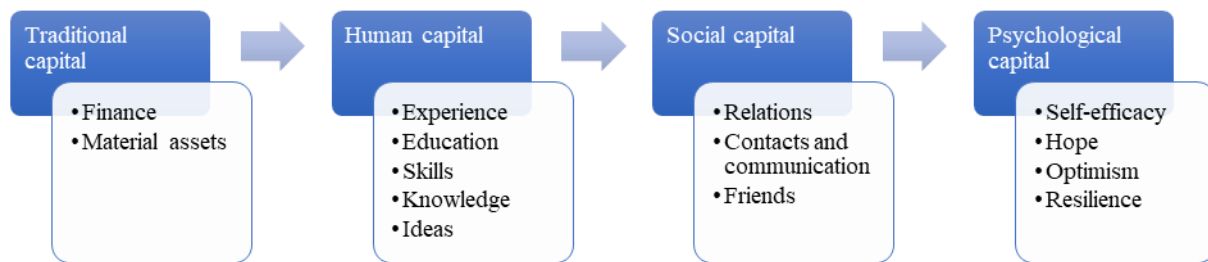 Traditional
capital
• Finance
• Material assets
Human capital
• Experience
• Education
• Skills
• Knowledge
• Ideas
Social capital
• Relations
• Contacts and
communication
• Friends
Psychological
capital
• Self-efficacy
• Hope
• Optimism
• Resilience